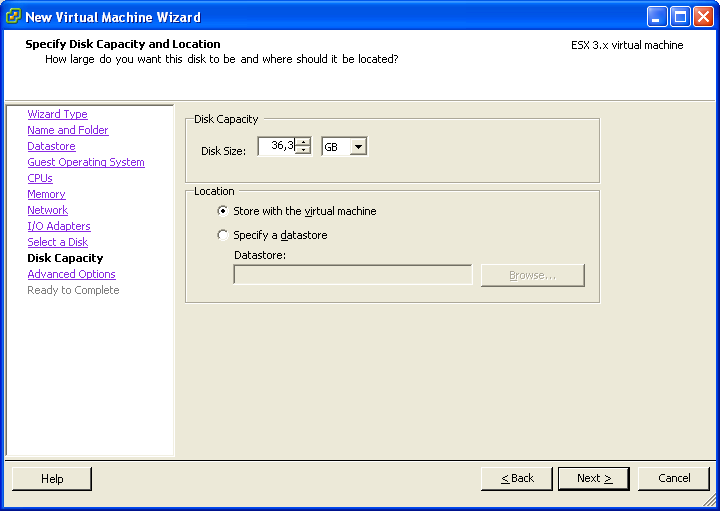 New Virtual Machine Wizard
Specify Disk Capacity and Location
How large do you want this disk to be and where should it be located?
ESX 3.x virtual machine
Wizard Type
Name and Folder
Datastore
Guest Operating System
CPUs
Memory
Network
I/O Adapters
Select a Disk
Disk Capacity
Advanced Options
Ready to Complete
Disk Capacity
Disk Size: 36,3 GB
Location
Store with the virtual machine
Specify a datastore
Datastore:
Browse...
Help
< Back
Next >
Cancel